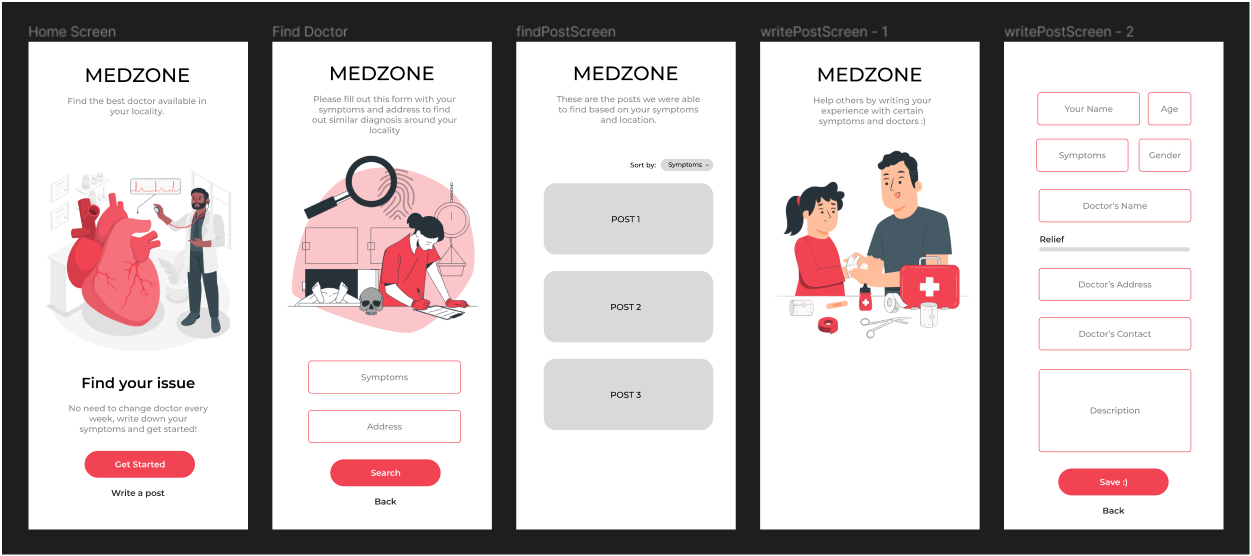 Home Screen
MEDZONE
Find the best doctor available in
your locality.
Find your issue
No need to change doctor every
week, write down your
symptoms and get started!
Get Started
Write a post
Find Doctor
MEDZONE
Please fill out this form with your
symptoms and address to find
out similar diagnosis around your
locality
Symptoms
Address
Search
Back
findPostScreen
MEDZONE
These are the posts we were able
to find based on your symptoms
and location.
Sort by: Symptoms
POST 1
POST 2
POST 3
writePostScreen - 1
MEDZONE
Help others by writing your
experience with certain
symptoms and doctors :)
writePostScreen - 2
Your Name Age
Symptoms Gender
Doctor's Name
Relief
Doctor's Address
Doctor's Contact
Description
Save :)
Back